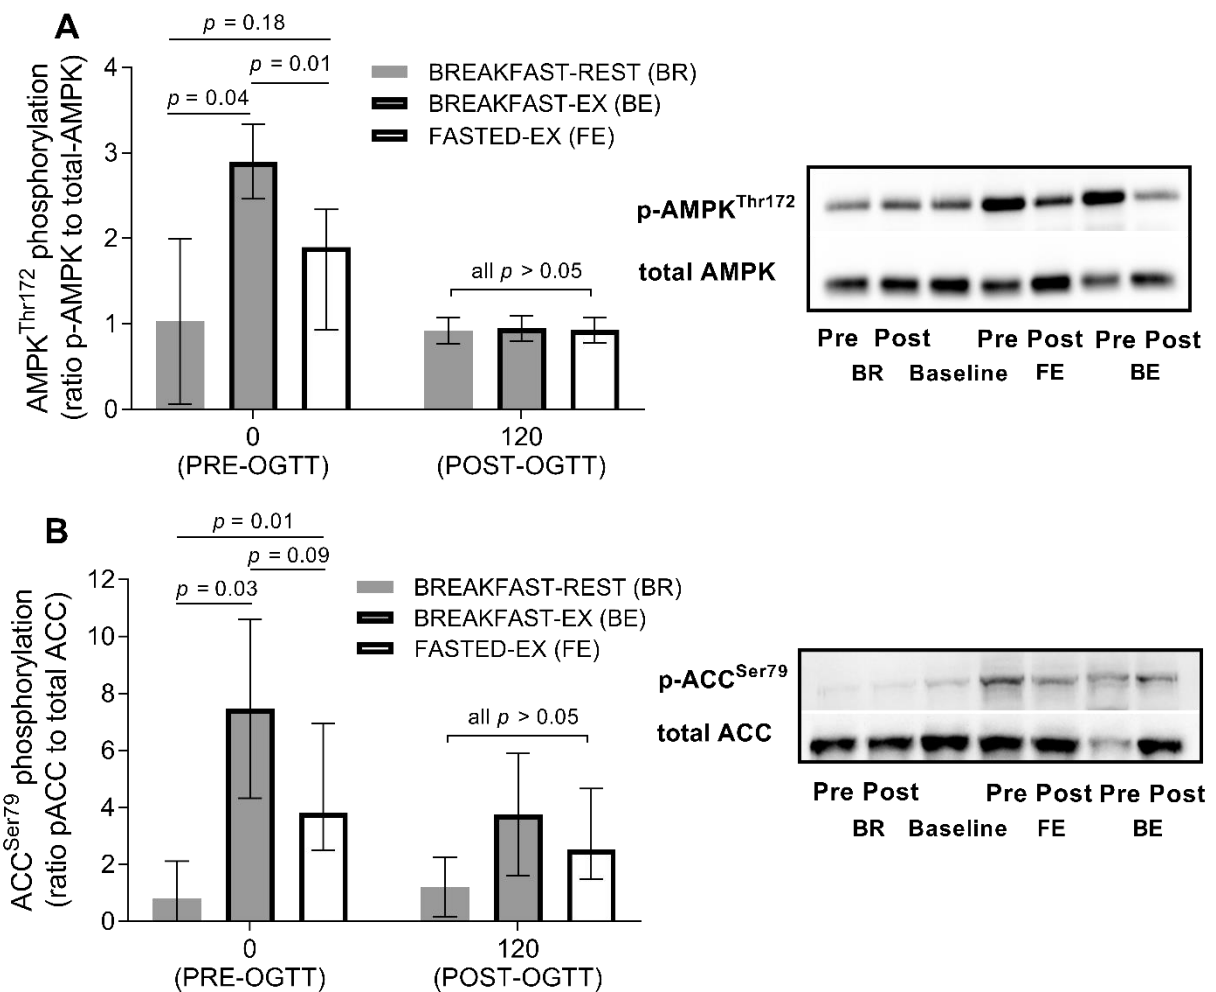 A
p = 0.18
p = 0.01
p = 0.04
AMPKThr172 phosphorylation
(ratio p-AMPK to total-AMPK)
4
3
2
1
0
BREAKFAST-REST (BR)
BREAKFAST-EX (BE)
FASTED-EX (FE)
all p > 0.05
0
(PRE-OGTT)
120
(POST-OGTT)
p-AMPKThr172
total AMPK
Pre Post Pre Post Pre Post
BR Baseline FE BE
B
p = 0.01
p = 0.09
p = 0.03
ACCSer79 phosphorylation
(ratio pACC to total ACC)
12
10
8
6
4
2
0
BREAKFAST-REST (BR)
BREAKFAST-EX (BE)
FASTED-EX (FE)
all p > 0.05
0
(PRE-OGTT)
120
(POST-OGTT)
p-ACCSer79
total ACC
Pre Post Pre Post Pre Post
BR Baseline FE BE